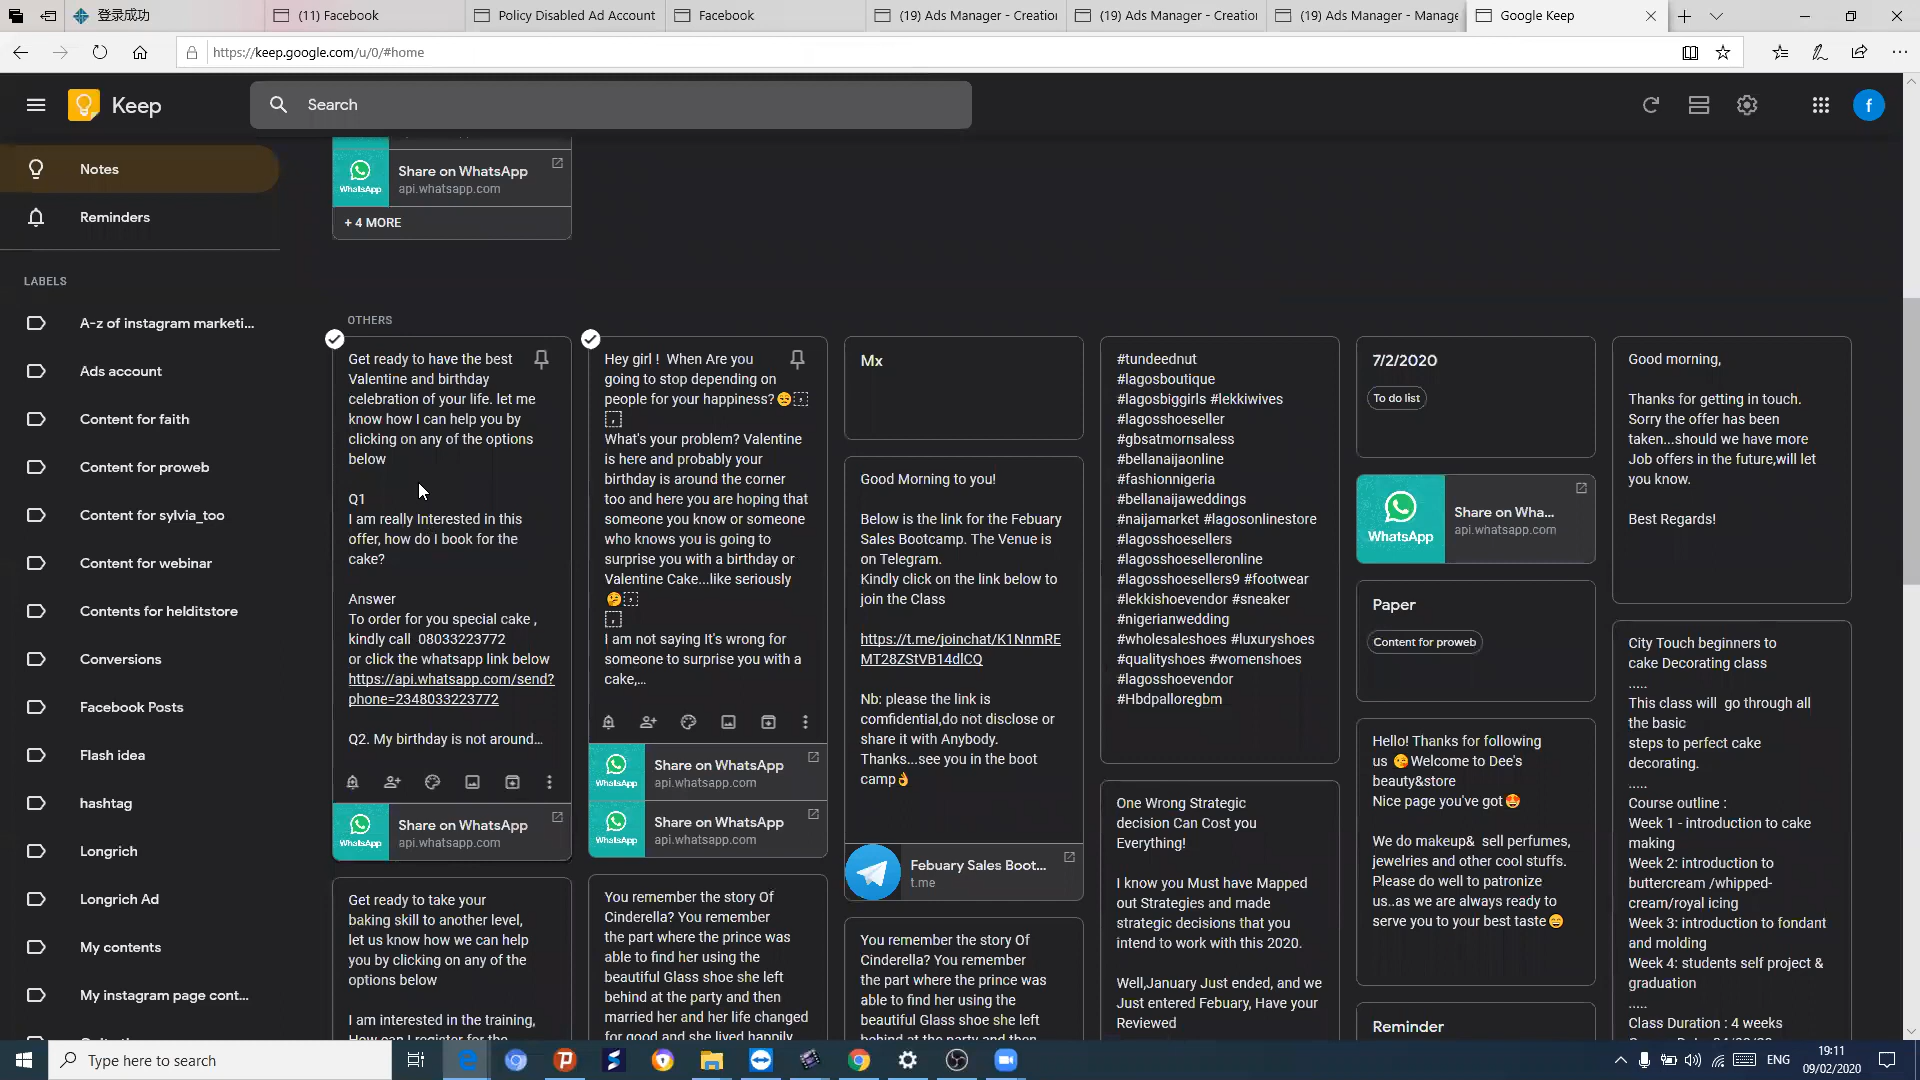 登录成功
(11) Facebook
Policy Disabled Ad Account
Facebook
(19) Ads Manager - Creation
(19) Ads Manager - Creation
(19) Ads Manager - Manage
Google Keep
https://keep.google.com/u/0/#home
Keep
Search
f
Notes
Reminders
LABELS
A-z of instagram marketi...
Ads account
Content for faith
Content for proweb
Content for sylvia_too
Content for webinar
Contents for helditstore
Conversions
Facebook Posts
Flash idea
hashtag
Longrich
Longrich Ad
My contents
My instagram page cont...
WhatsApp
Share on WhatsApp
api.whatsapp.com
+ 4 MORE
OTHERS
Get ready to have the best
Valentine and birthday
celebration of your life. let me
know how I can help you by
clicking on any of the options
below
Q1
I am really Interested in this
offer, how do I book for the
cake?
Answer
To order for you special cake ,
kindly call  08033223772
or click the whatsapp link below
https://api.whatsapp.com/send?
phone=2348033223772
Q2. My birthday is not around...
WhatsApp
Share on WhatsApp
api.whatsapp.com
Get ready to take your
baking skill to another level,
let us know how we can help
you by clicking on any of the
options below
I am interested in the training,
How can I register for the
Hey girl !  When Are you
going to stop depending on
people for your happiness?😒
What's your problem? Valentine
is here and probably your
birthday is around the corner
too and here you are hoping that
someone you know or someone
who knows you is going to
surprise you with a birthday or
Valentine Cake...like seriously
🤔
I am not saying It's wrong for
someone to surprise you with a
cake,...
WhatsApp
Share on WhatsApp
api.whatsapp.com
WhatsApp
Share on WhatsApp
api.whatsapp.com
You remember the story Of
Cinderella? You remember
the part where the prince was
able to find her using the
beautiful Glass shoe she left
behind at the party and then
married her and her life changed
for good and she lived happily
Mx
Good Morning to you!
Below is the link for the Febuary
Sales Bootcamp. The Venue is
on Telegram.
Kindly click on the link below to
join the Class
https://t.me/joinchat/K1NnmRE
MT28ZStVB14dlCQ
Nb: please the link is
comfidential,do not disclose or
share it with Anybody.
Thanks...see you in the boot
camp👌
Febuary Sales Boot...
t.me
You remember the story Of
Cinderella? You remember
the part where the prince was
able to find her using the
beautiful Glass shoe she left
behind at the party and then
#tundeednut
#lagosboutique
#lagosbiggirls #lekkiwives
#lagosshoeseller
#gbsatmornsaless
#bellanaijaonline
#fashionnigeria
#bellanaijaweddings
#naijamarket #lagosonlinestore
#lagosshoesellers
#lagosshoeselleronline
#lagosshoesellers9 #footwear
#lekkishoevendor #sneaker
#nigerianwedding
#wholesaleshoes #luxuryshoes
#qualityshoes #womenshoes
#lagosshoevendor
#Hbdpalloregbm
One Wrong Strategic
decision Can Cost you
Everything!
I know you Must have Mapped
out Strategies and made
strategic decisions that you
intend to work with this 2020.
Well,January Just ended, and we
Just entered Febuary, Have your
Reviewed
7/2/2020
To do list
WhatsApp
Share on Wha...
api.whatsapp.com
Paper
Content for proweb
Hello! Thanks for following
us 😘Welcome to Dee's
beauty&store
Nice page you've got😍
We do makeup&  sell perfumes,
jewelries and other cool stuffs.
Please do well to patronize
us..as we are always ready to
serve you to your best taste😄
Reminder
Good morning,
Thanks for getting in touch.
Sorry the offer has been
taken...should we have more
Job offers in the future,will let
you know.
Best Regards!
City Touch beginners to
cake Decorating class
.....
This class will  go through all
the basic
steps to perfect cake
decorating.
.....
Course outline :
Week 1 - introduction to cake
making
Week 2: introduction to
buttercream /whipped-
cream/royal icing
Week 3: introduction to fondant
and molding
Week 4: students self project &
graduation
.....
Class Duration : 4 weeks
Type here to search
ENG
19:11
09/02/2020